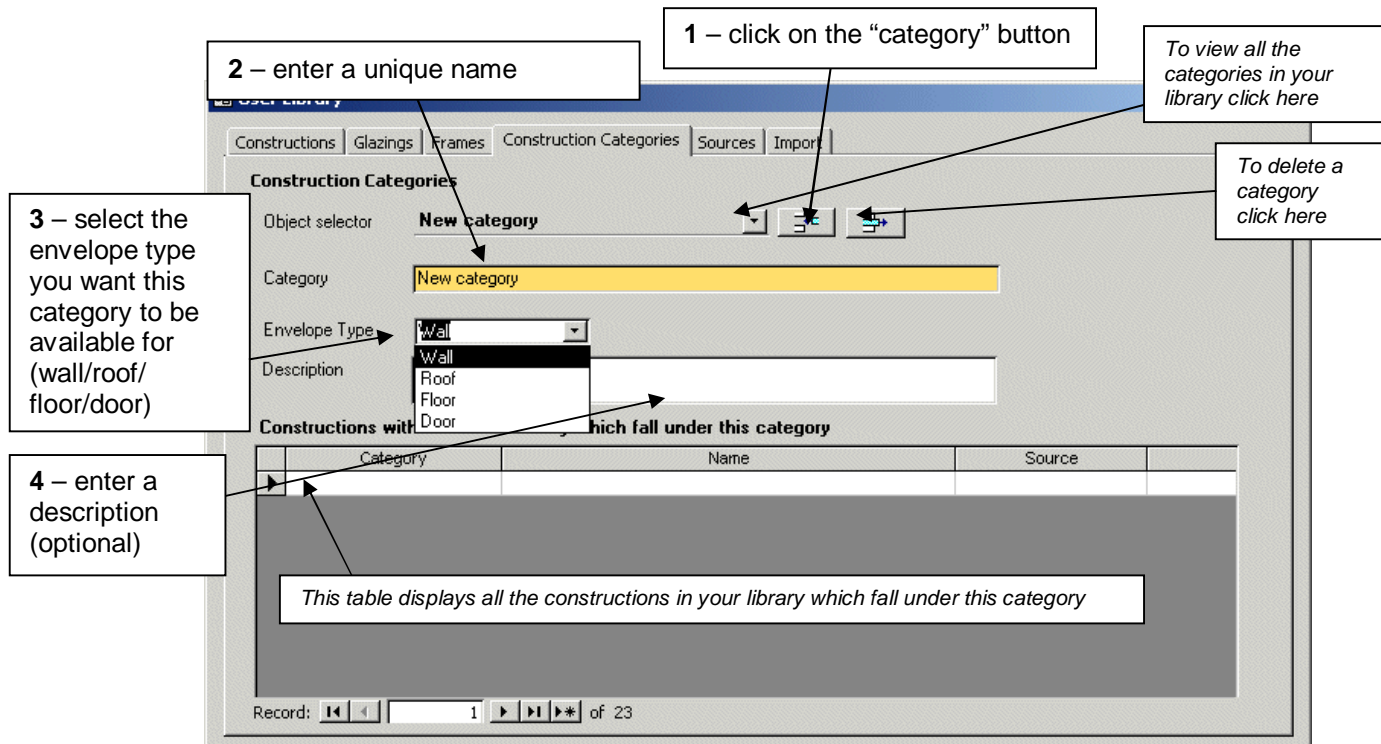 1 – click on the “category” button
2 – enter a unique name
To view all the
categories in your
library click here
User Library
Constructions Glazings Frames Construction Categories Sources Import
To delete a
category
click here
Construction Categories
3 – select the
envelope type
you want this
category to be
available for
(wall/roof/
floor/door)
Object selector New category
Category New category
Envelope Type Wall
Wall
Roof
Floor
Door
Description
Constructions which fall under this category
Category Name Source
4 – enter a
description
(optional)
This table displays all the constructions in your library which fall under this category
Record: 1 of 23